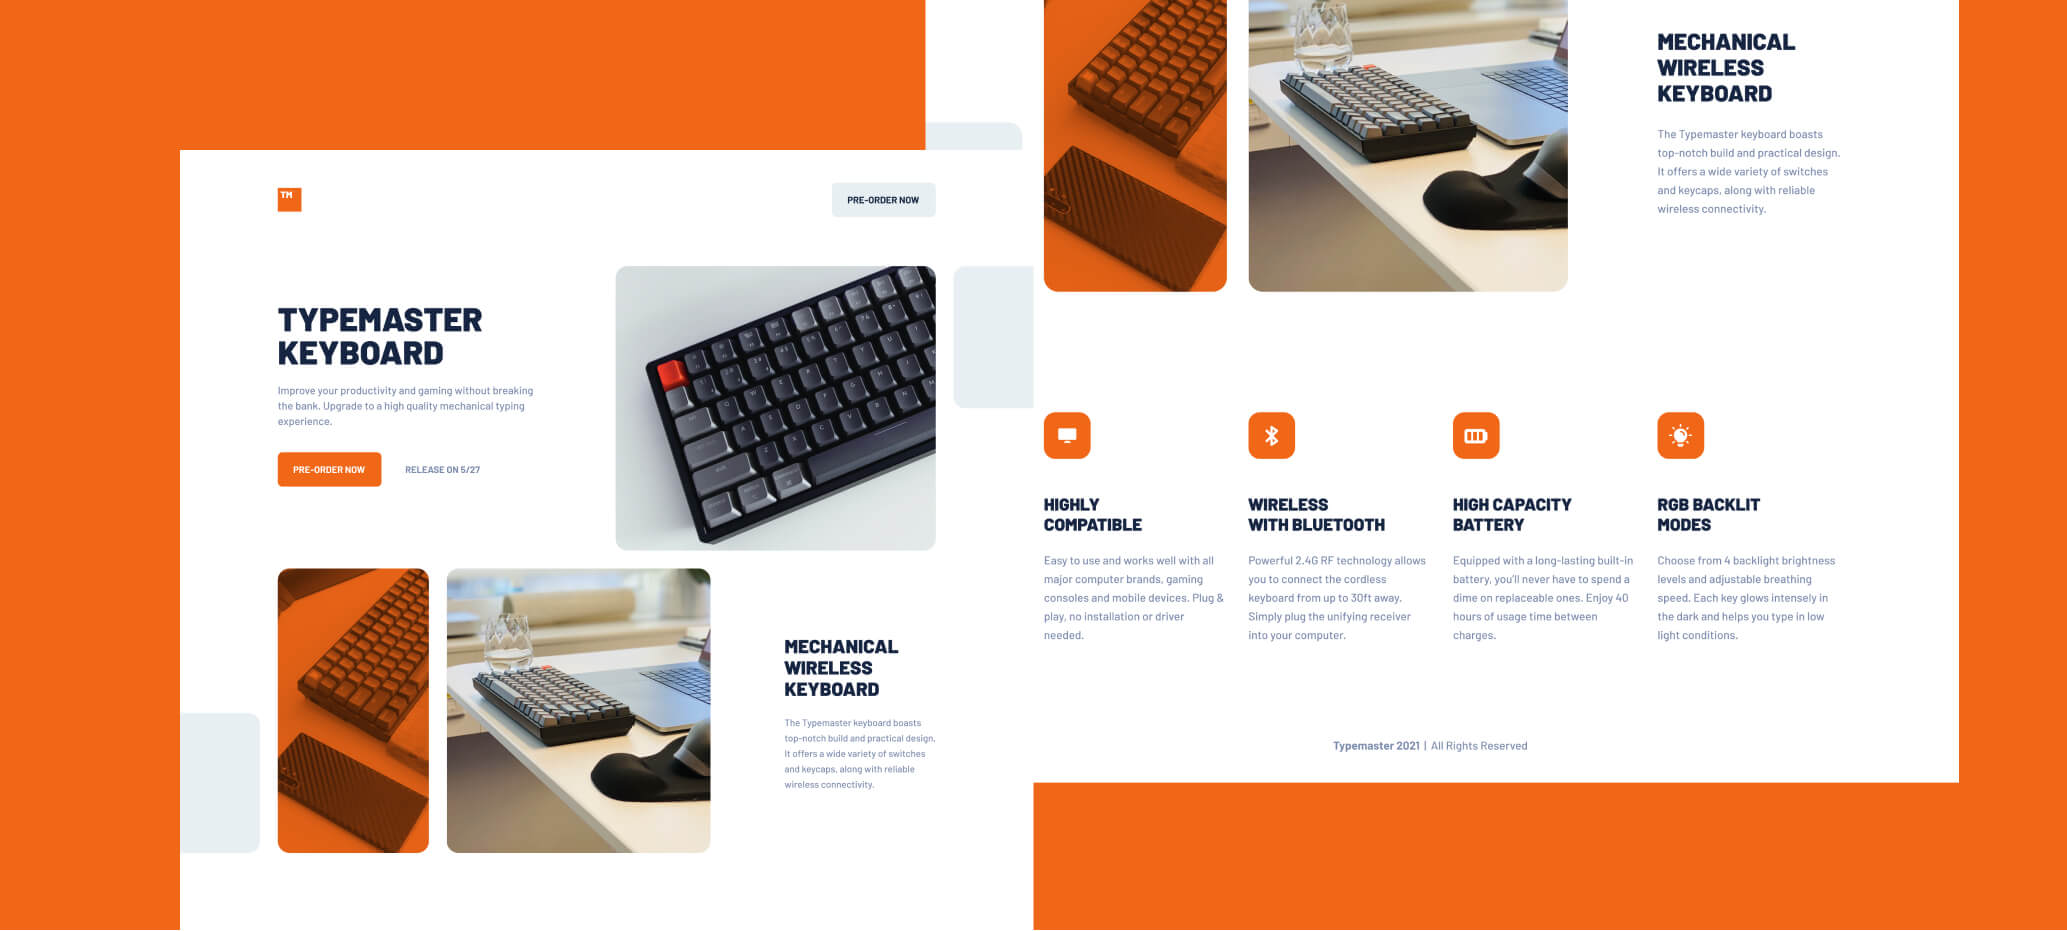 TM
PRE-ORDER NOW
TYPEMASTER
KEYBOARD
Improve your productivity and gaming without breaking
the bank. Upgrade to a high quality mechanical typing
experience.
PRE-ORDER NOW
RELEASE ON 5/27
MECHANICAL
WIRELESS
KEYBOARD
The Typemaster keyboard boasts
top-notch build and practical design.
It offers a wide variety of switches
and keycaps, along with reliable
wireless connectivity.
MECHANICAL
WIRELESS
KEYBOARD
The Typemaster keyboard boasts
top-notch build and practical design.
It offers a wide variety of switches
and keycaps, along with reliable
wireless connectivity.
HIGHLY
COMPATIBLE
Easy to use and works well with all
major computer brands, gaming
consoles and mobile devices. Plug &
play, no installation or driver
needed.
WIRELESS
WITH BLUETOOTH
Powerful 2.4G RF technology allows
you to connect the cordless
keyboard from up to 30ft away.
Simply plug the unifying receiver
into your computer.
HIGH CAPACITY
BATTERY
Equipped with a long-lasting built-in
battery, you'll never have to spend a
dime on replaceable ones. Enjoy 40
hours of usage time between
charges.
RGB BACKLIT
MODES
Choose from 4 backlight brightness
levels and adjustable breathing
speed. Each key glows intensely in
the dark and helps you type in low
light conditions.
Typemaster 2021 | All Rights Reserved